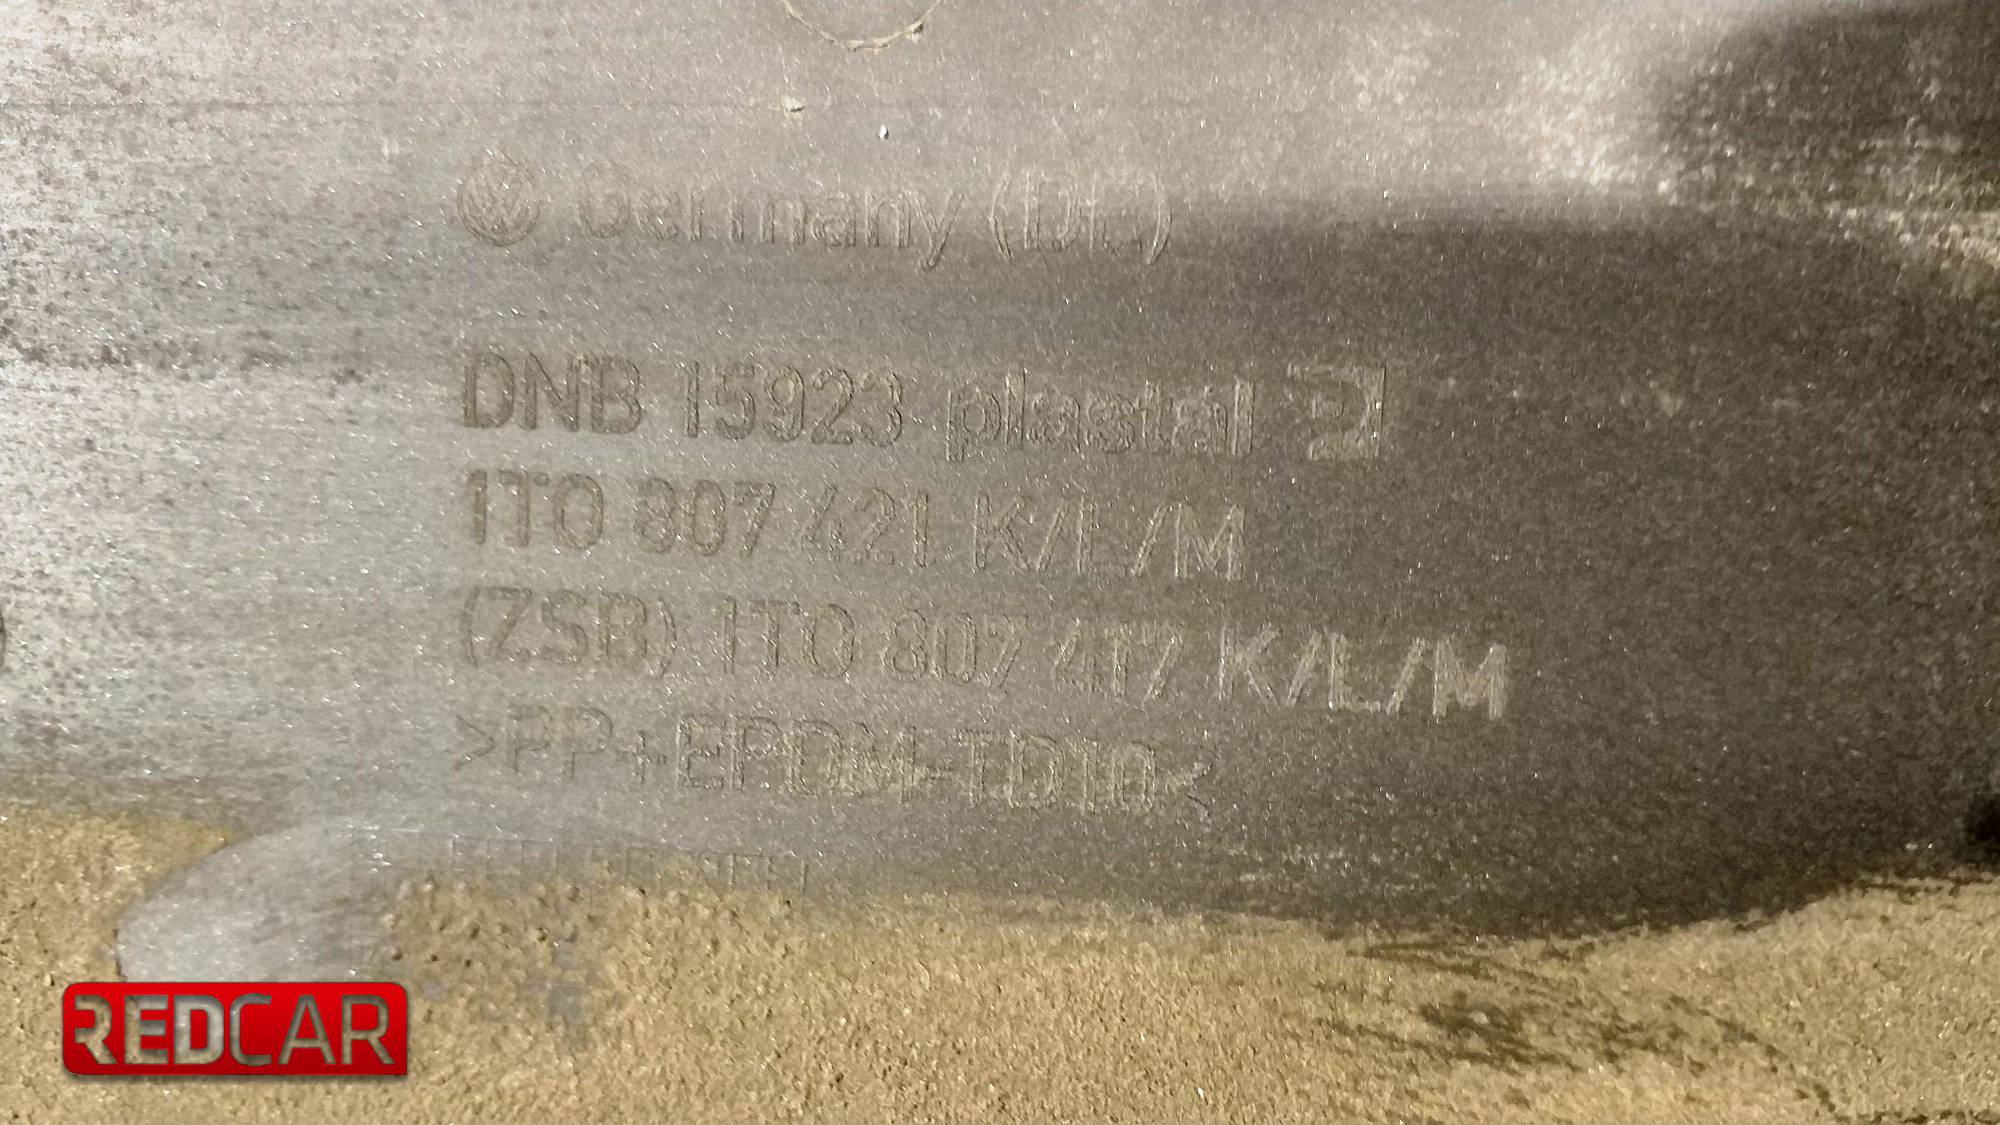 Germany (DE)
DNB 15923 plastal
1T0 807 421 K/L/M
(ZSB) 1T0 807 417 K/L/M
>PP+EPDM-TD10<
REDCAR